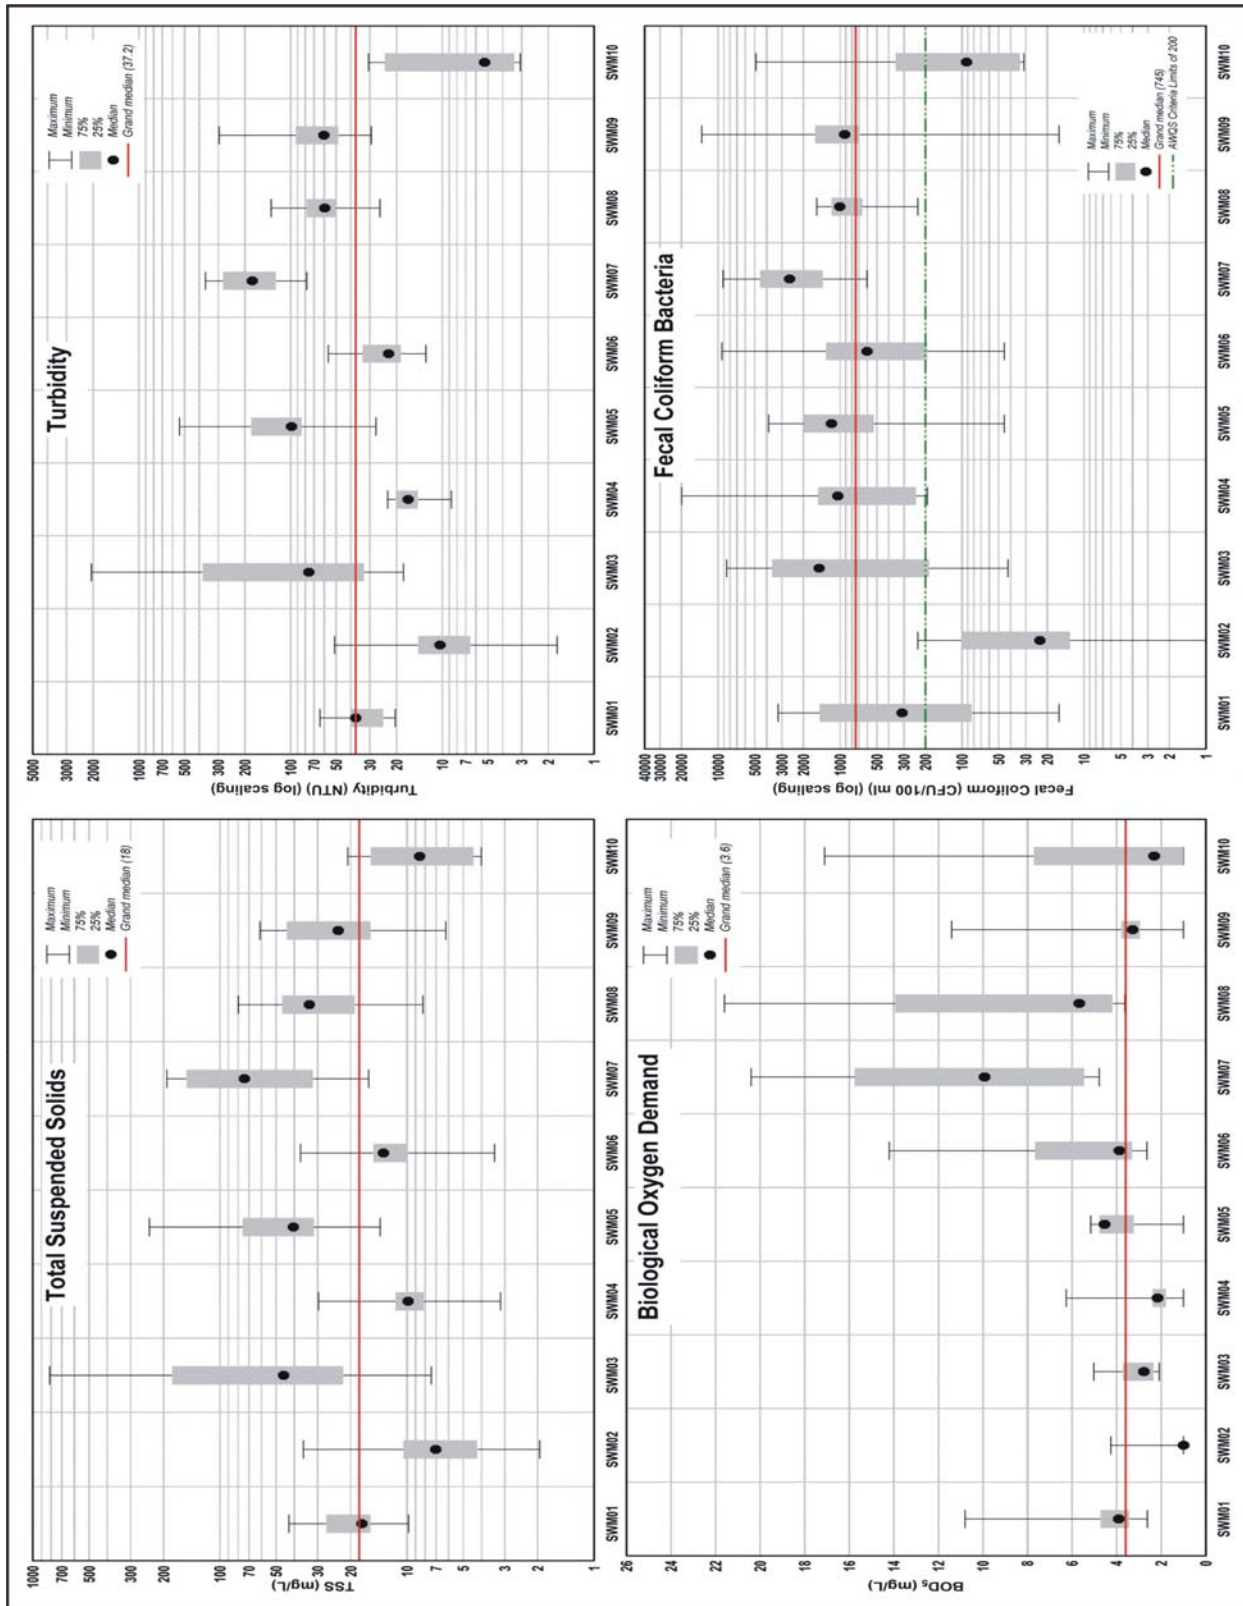 Total Suspended Solids
Maximum
Minimum
75%
25%
Median
Grand median (18)
TSS (mg/L)
1000
500
400
300
200
100
70
50
40
30
20
10
7
5
4
3
2
1
SWM01
SWM02
SWM03
SWM04
SWM05
SWM06
SWM07
SWM08
SWM09
SWM10
Turbidity
Maximum
Minimum
75%
25%
Median
Grand median (37.2)
Turbidity (NTU) (log scaling)
5000
3000
2000
1000
700
500
400
300
200
100
70
50
40
30
20
10
7
5
4
3
2
1
SWM01
SWM02
SWM03
SWM04
SWM05
SWM06
SWM07
SWM08
SWM09
SWM10
Biological Oxygen Demand
Maximum
Minimum
75%
25%
Median
Grand median (3.6)
BOD₅ (mg/L)
26
24
22
20
18
16
14
12
10
8
6
4
2
0
SWM01
SWM02
SWM03
SWM04
SWM05
SWM06
SWM07
SWM08
SWM09
SWM10
Fecal Coliform Bacteria
Maximum
Minimum
75%
25%
Median
Grand median (745)
AWQS Criteria Limits of 200
Fecal Coliform (CFU/100 ml) (log scaling)
40000
30000
20000
10000
5000
3000
2000
1000
500
300
200
100
50
30
20
10
5
3
2
1
SWM01
SWM02
SWM03
SWM04
SWM05
SWM06
SWM07
SWM08
SWM09
SWM10